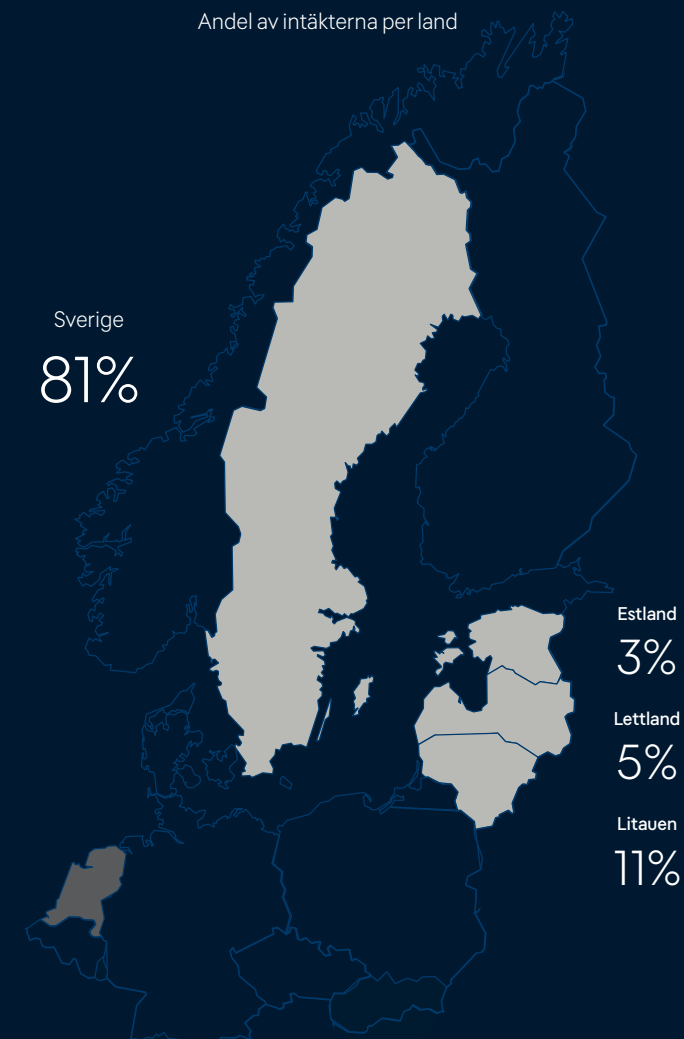 Andel av intäkterna per land
Sverige
81%
Estland
3%
Lettland
5%
Litauen
11%